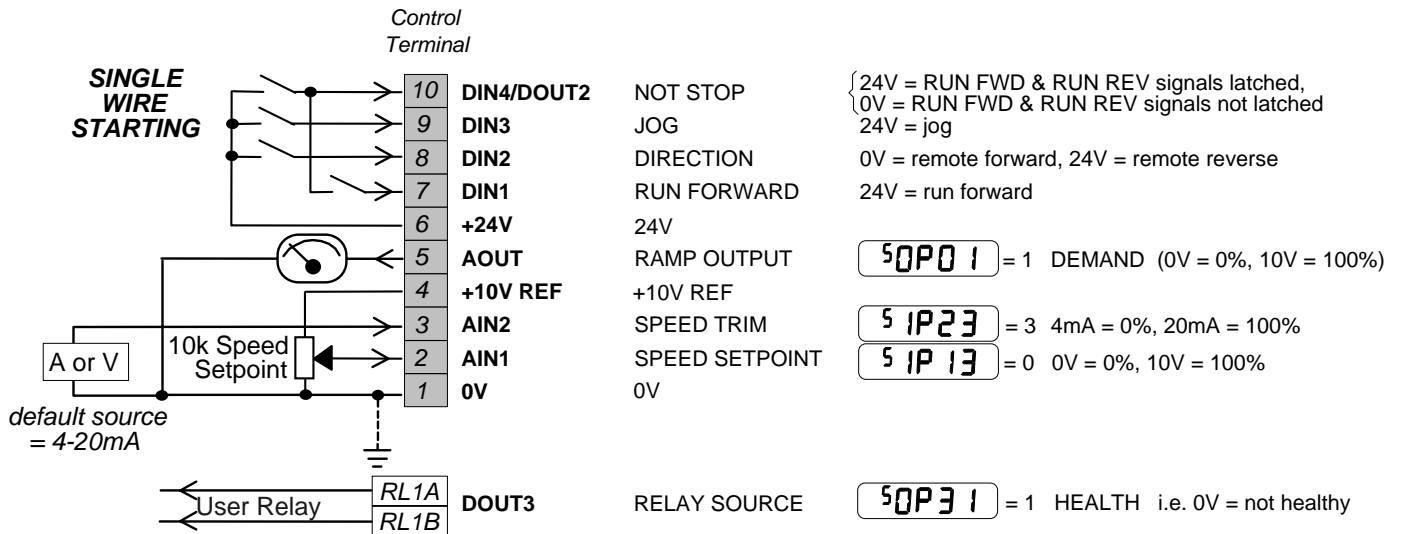 Control
Terminal
SINGLE
WIRE
STARTING
10 DIN4/DOUT2 NOT STOP 24V = RUN FWD & RUN REV signals latched,
0V = RUN FWD & RUN REV signals not latched
9 DIN3 JOG 24V = jog
8 DIN2 DIRECTION 0V = remote forward, 24V = remote reverse
7 DIN1 RUN FORWARD 24V = run forward
6 +24V 24V
5 AOUT RAMP OUTPUT SOP01 = 1 DEMAND (0V = 0%, 10V = 100%)
4 +10V REF +10V REF
3 AIN2 SPEED TRIM SIP23 = 3 4mA = 0%, 20mA = 100%
10k Speed
Setpoint
2 AIN1 SPEED SETPOINT SIP13 = 0 0V = 0%, 10V = 100%
A or V
1 0V 0V
default source
= 4-20mA
User Relay
RL1A
RL1B
DOUT3 RELAY SOURCE SOP31 = 1 HEALTH i.e. 0V = not healthy